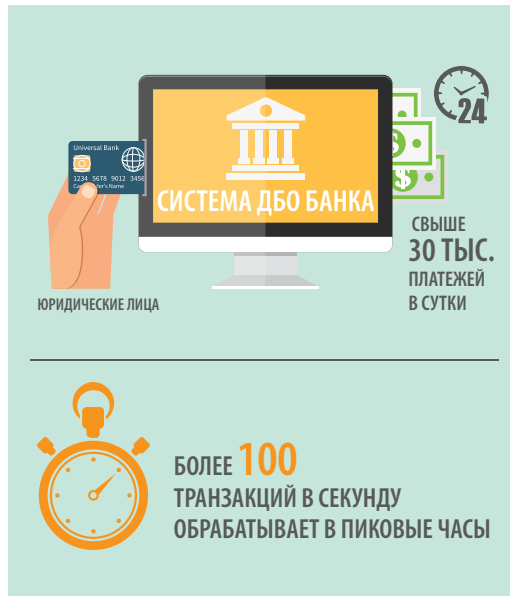 24
Universal Bank
1234 5678 9012 3456
СИСТЕМА ДБО БАНКА
СВЫШЕ
30 ТЫС.
ПЛАТЕЖЕЙ
В СУТКИ
ЮРИДИЧЕСКИЕ ЛИЦА
БОЛЕЕ 100
ТРАНЗАКЦИЙ В СЕКУНДУ
ОБРАБАТЫВАЕТ В ПИКОВЫЕ ЧАСЫ